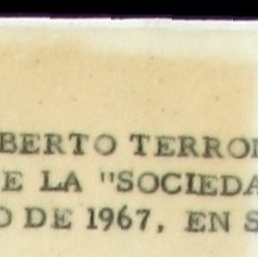 BERTO TERRO
E LA "SOCIEDA
O DE 1967, EN S